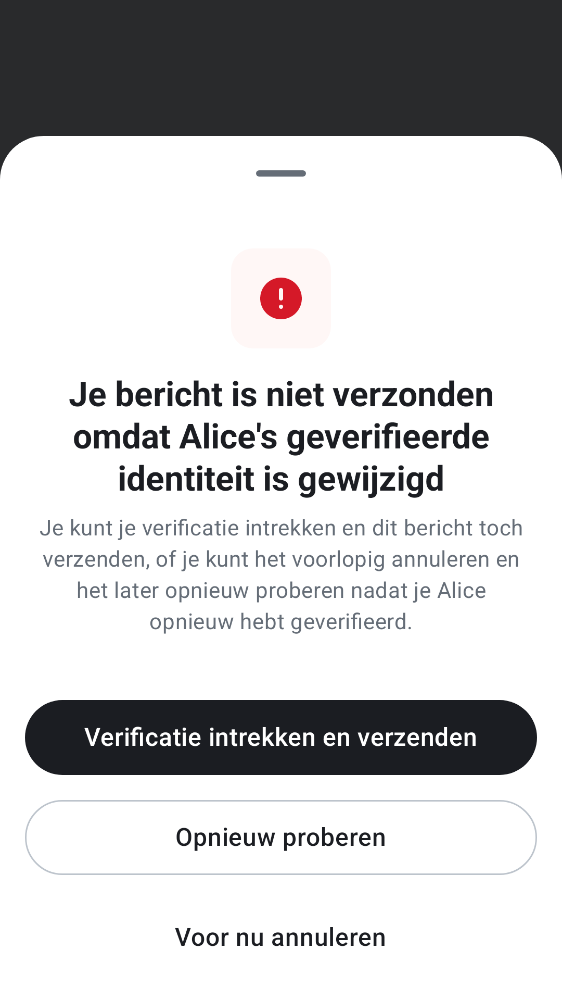 Je bericht is niet verzonden
omdat Alice's geverifieerde
identiteit is gewijzigd
Je kunt je verificatie intrekken en dit bericht toch
verzenden, of je kunt het voorlopig annuleren en
het later opnieuw proberen nadat je Alice
opnieuw hebt geverifieerd.
Verificatie intrekken en verzenden
Opnieuw proberen
Voor nu annuleren